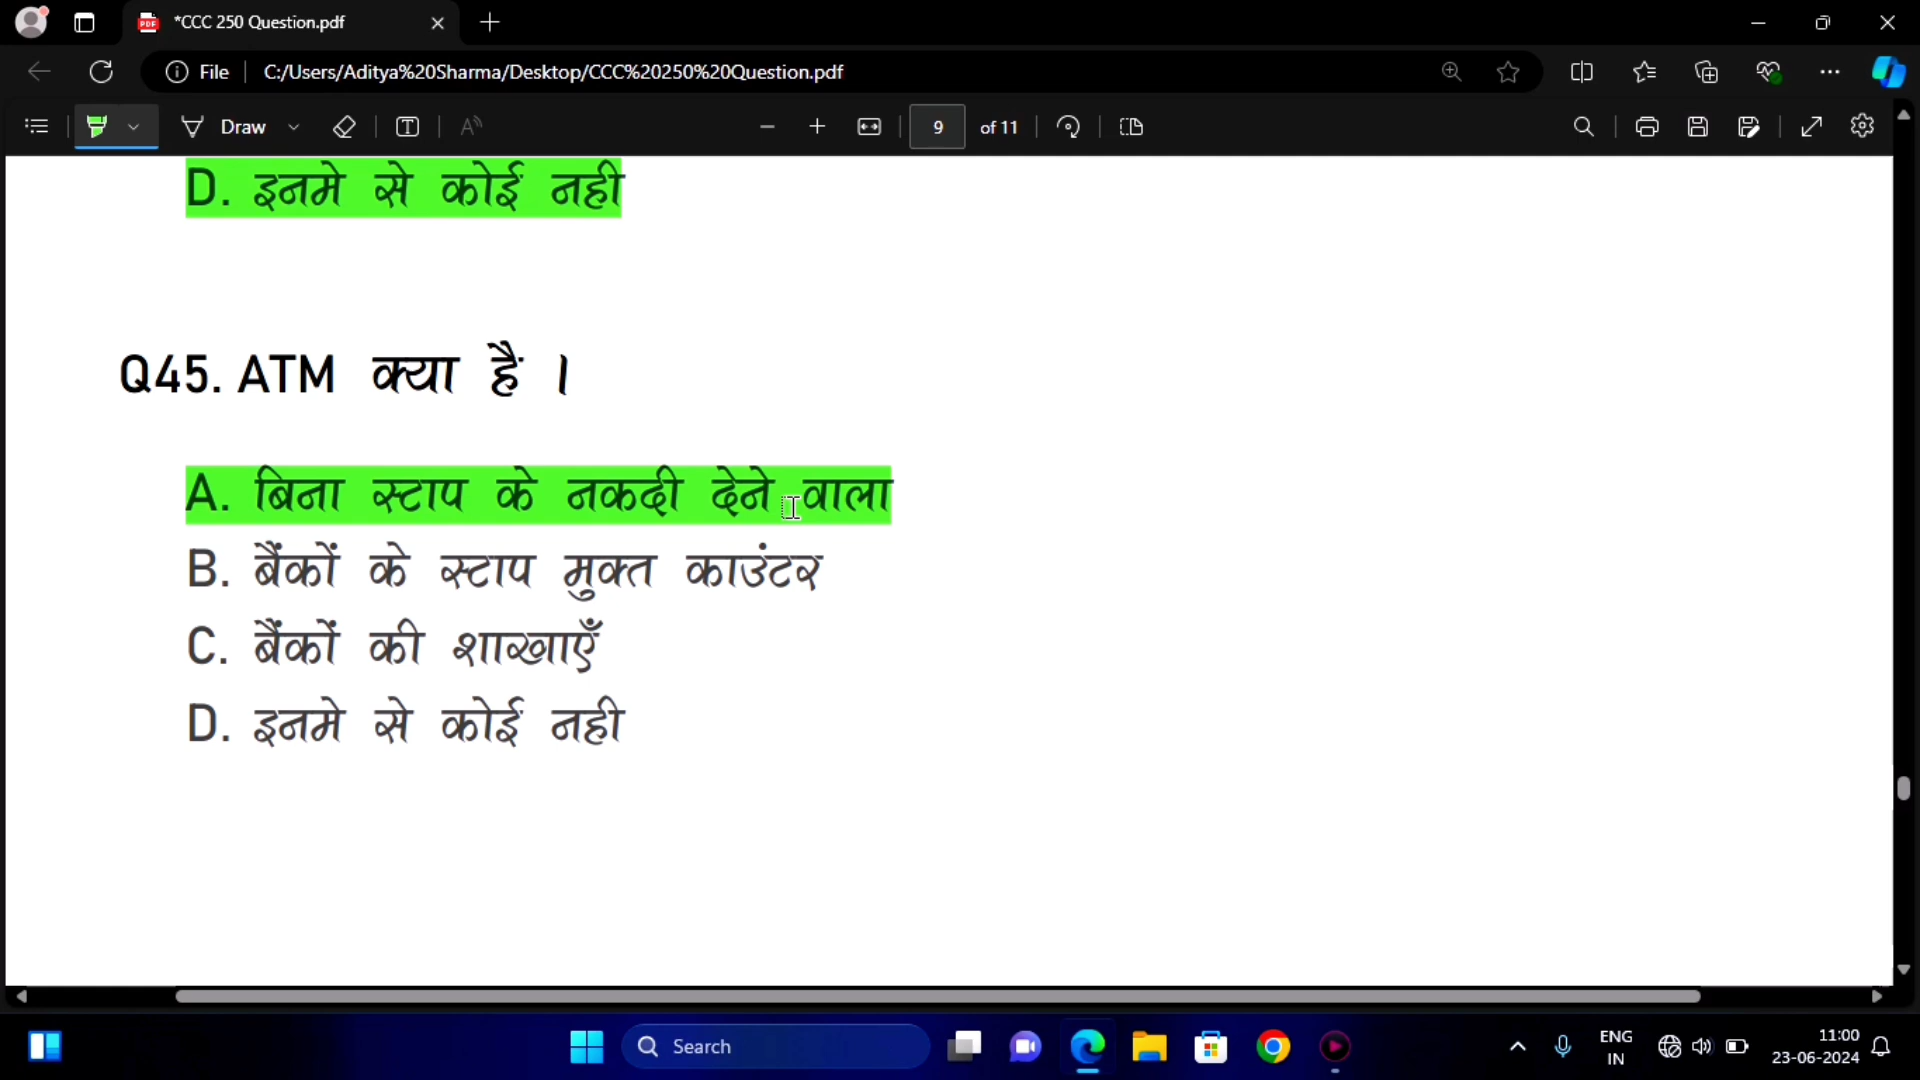 *CCC 250 Question.pdf
File
C:/Users/Aditya%20Sharma/Desktop/CCC%20250%20Question.pdf
Draw
9
of 11
D. इनमे से कोई नही
Q45. ATM क्या है ।
A. बिना स्टाप के नकदी देने वाला
B. बैंकों के स्टाप मुक्त काउंटर
C. बैंकों की शाखाएँ
D. इनमे से कोई नही
Search
ENG
IN
11:00
23-06-2024